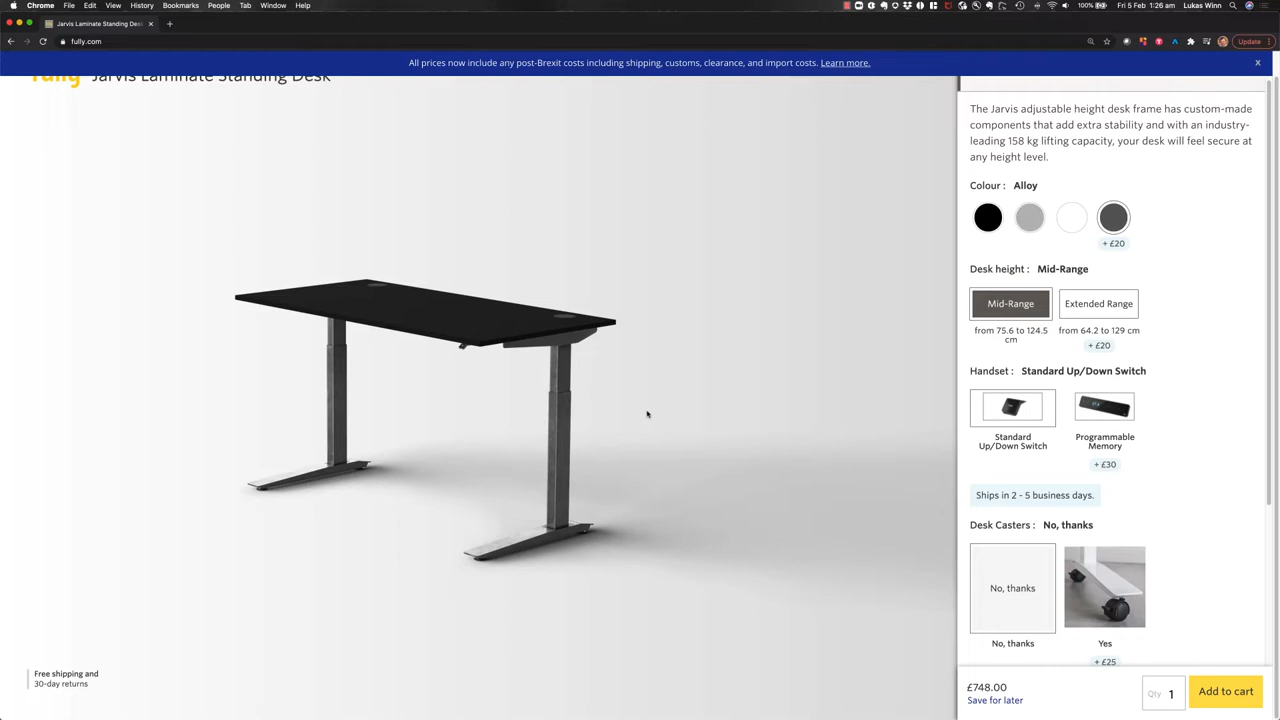 Chrome File Edit View History Bookmarks People Tab Window Help
100% Fri 5 Feb 1:26 am Lukas Winn
Jarvis Laminate Standing Desk
fully.com
Update
All prices now include any post-Brexit costs including shipping, customs, clearance, and import costs. Learn more.
x
fully Jarvis Laminate Standing Desk
The Jarvis adjustable height desk frame has custom-made
components that add extra stability and with an industry-
leading 158 kg lifting capacity, your desk will feel secure at
any height level.
Colour : Alloy
+ £20
Desk height : Mid-Range
Mid-Range Extended Range
from 75.6 to 124.5 from 64.2 to 129 cm
cm
+ £20
Handset : Standard Up/Down Switch
Standard Programmable
Up/Down Switch Memory
+ £30
Ships in 2 - 5 business days.
Desk Casters : No, thanks
No, thanks
No, thanks Yes
+ £25
Free shipping and
30-day returns
£748.00
Save for later
Qty 1
Add to cart